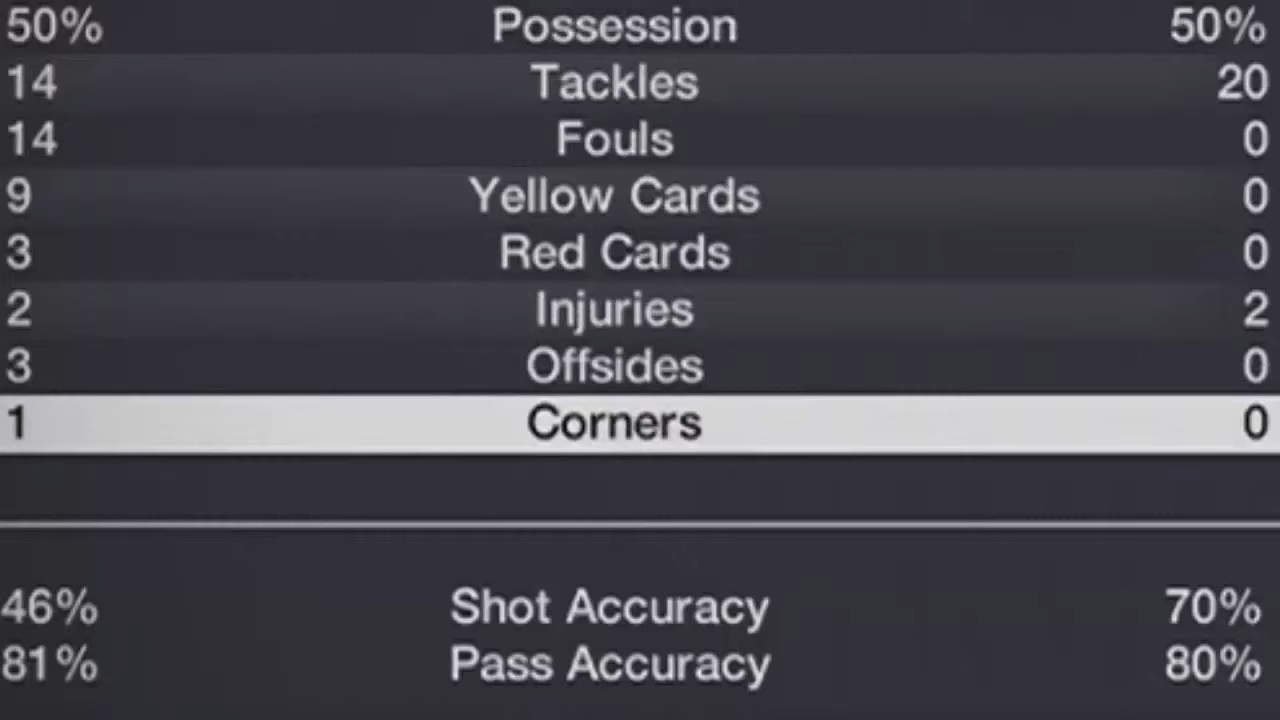 50% Possession 50%
14 Tackles 20
14 Fouls 0
9 Yellow Cards 0
3 Red Cards 0
2 Injuries 2
3 Offsides 0
1 Corners 0
46% Shot Accuracy 70%
81% Pass Accuracy 80%